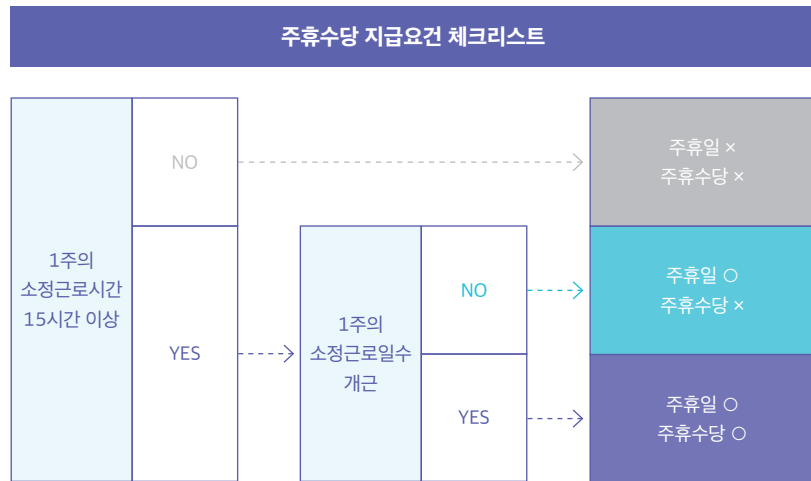 주휴수당 지급요건 체크리스트
1주의
소정근로시간
15시간 이상
NO
YES
1주의
소정근로일수
개근
NO
YES
주휴일 ×
주휴수당 ×
주휴일 ○
주휴수당 ×
주휴일 ○
주휴수당 ○